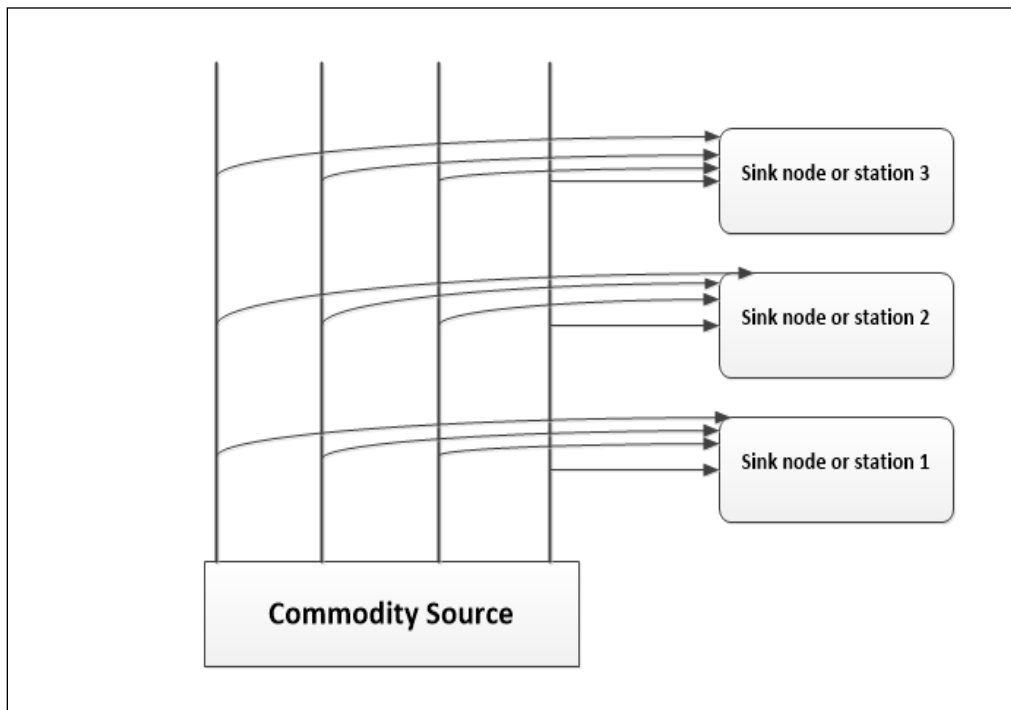 Sink node or station 3
Sink node or station 2
Sink node or station 1
Commodity Source